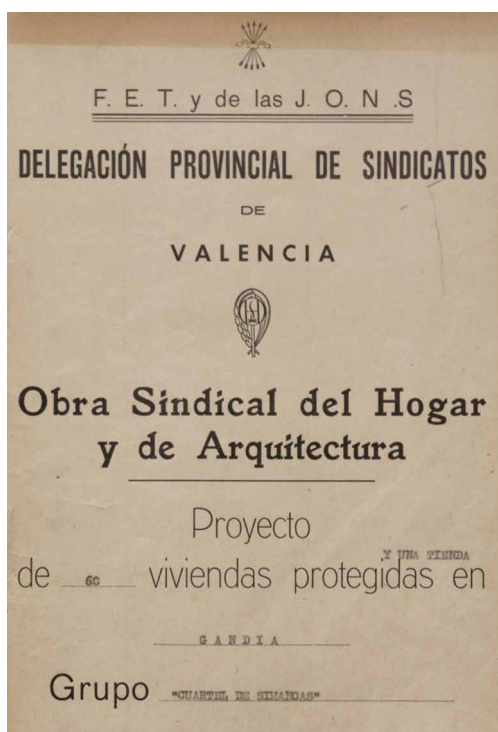 F. E. T. y de las J. O. N .S
DELEGACIÓN PROVINCIAL DE SINDICATOS
DE
VALENCIA
Obra Sindical del Hogar
y de Arquitectura
Proyecto
Y UNA TIENDA
de 60 viviendas protegidas en
GANDIA
Grupo "CUARTEL DE SIMANCAS"